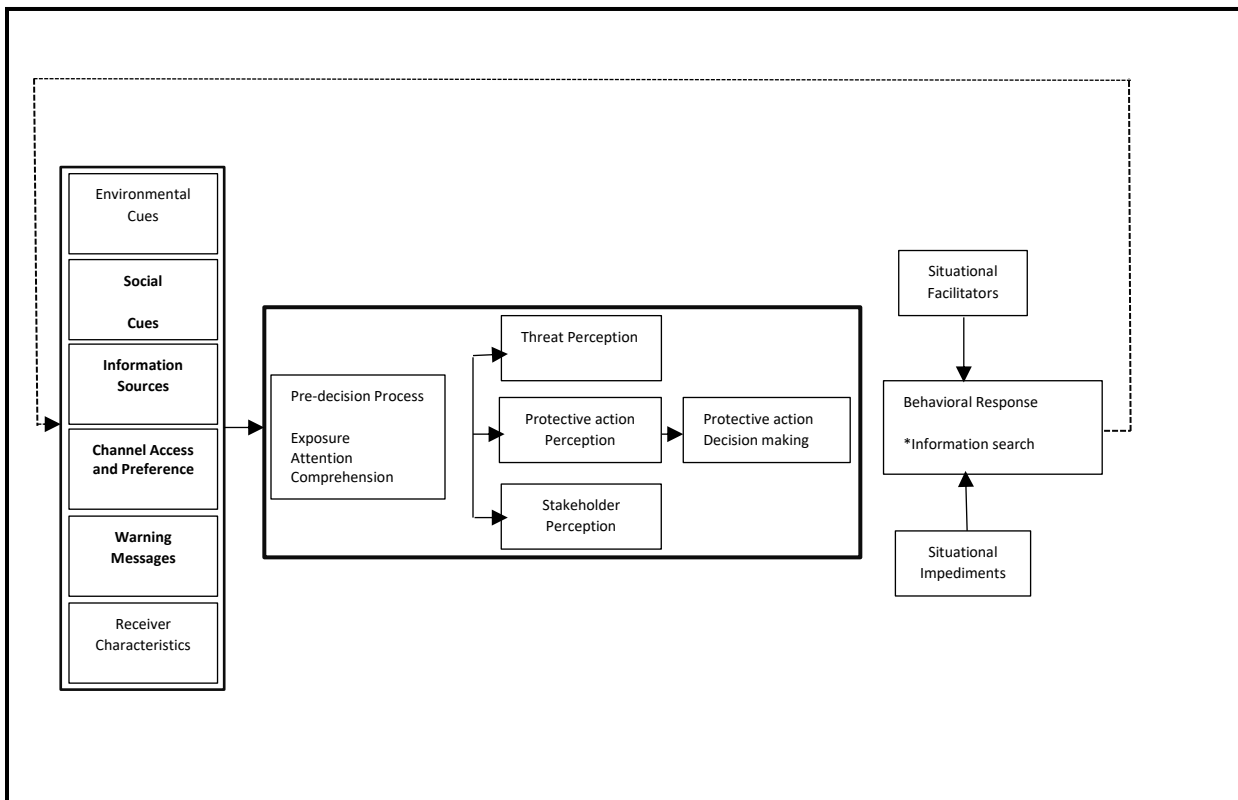 Environmental
Cues
Social
Cues
Information
Sources
Channel Access
and Preference
Warning
Messages
Receiver
Characteristics
Pre-decision Process
Exposure
Attention
Comprehension
Threat Perception
Protective action
Perception
Stakeholder
Perception
Protective action
Decision making
Situational
Facilitators
Behavioral Response
*Information search
Situational
Impediments